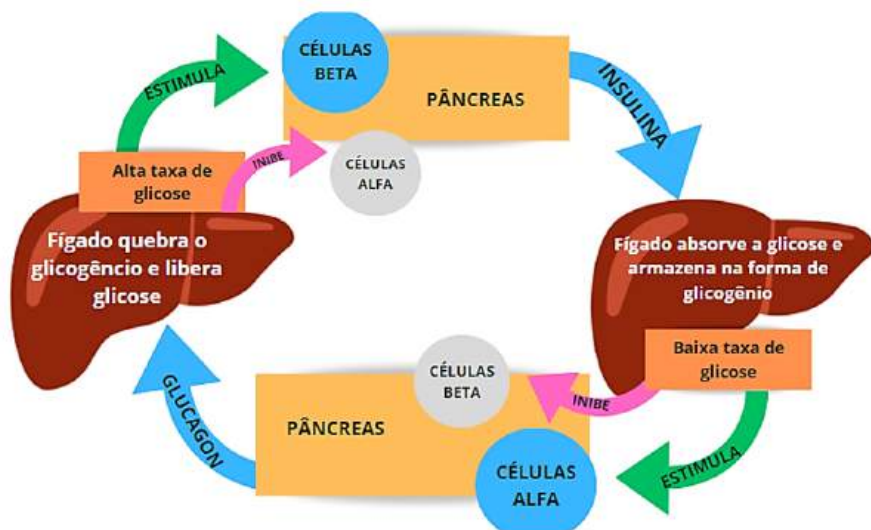 CÉLULAS
BETA
PÂNCREAS
ESTIMULA
INSULINA
INIBE
CÉLULAS
ALFA
Alta taxa de
glicose
Fígado quebra o
glicogêncio e libera
glicose
Fígado absorve a glicose e
armazena na forma de
glicogênio
Baixa taxa de
glicose
CÉLULAS
BETA
INIBE
GLUCAGON
PÂNCREAS
CÉLULAS
ALFA
ESTIMULA